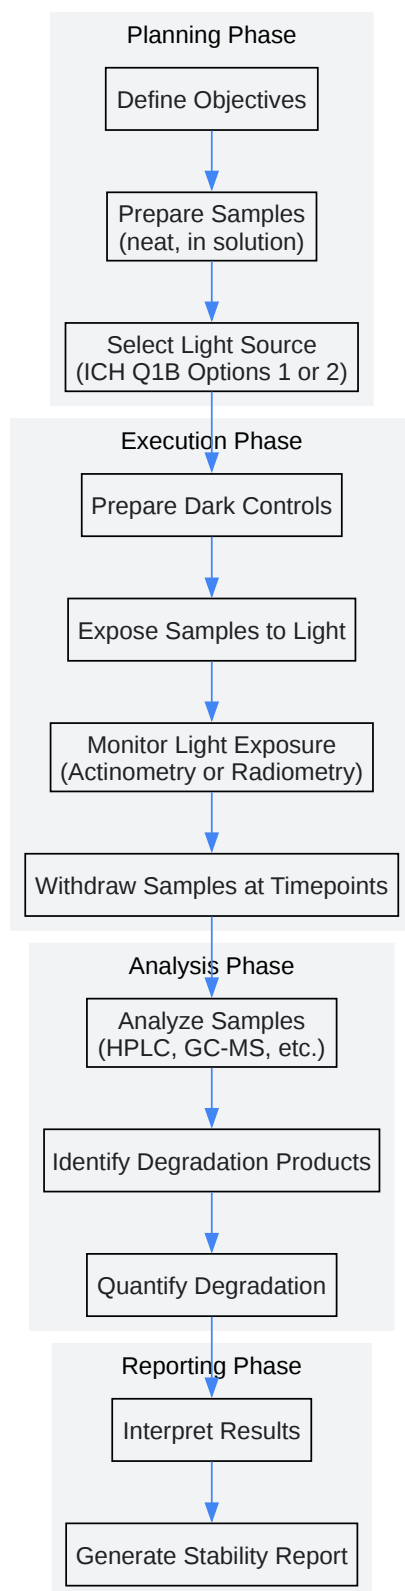 Planning Phase
Define Objectives
Prepare Samples
(neat, in solution)
Select Light Source
(ICH Q1B Options 1 or 2)
Execution Phase
Prepare Dark Controls
Expose Samples to Light
Monitor Light Exposure
(Actinometry or Radiometry)
Withdraw Samples at Timepoints
Analysis Phase
Analyze Samples
(HPLC, GC-MS, etc.)
Identify Degradation Products
Quantify Degradation
Reporting Phase
Interpret Results
Generate Stability Report